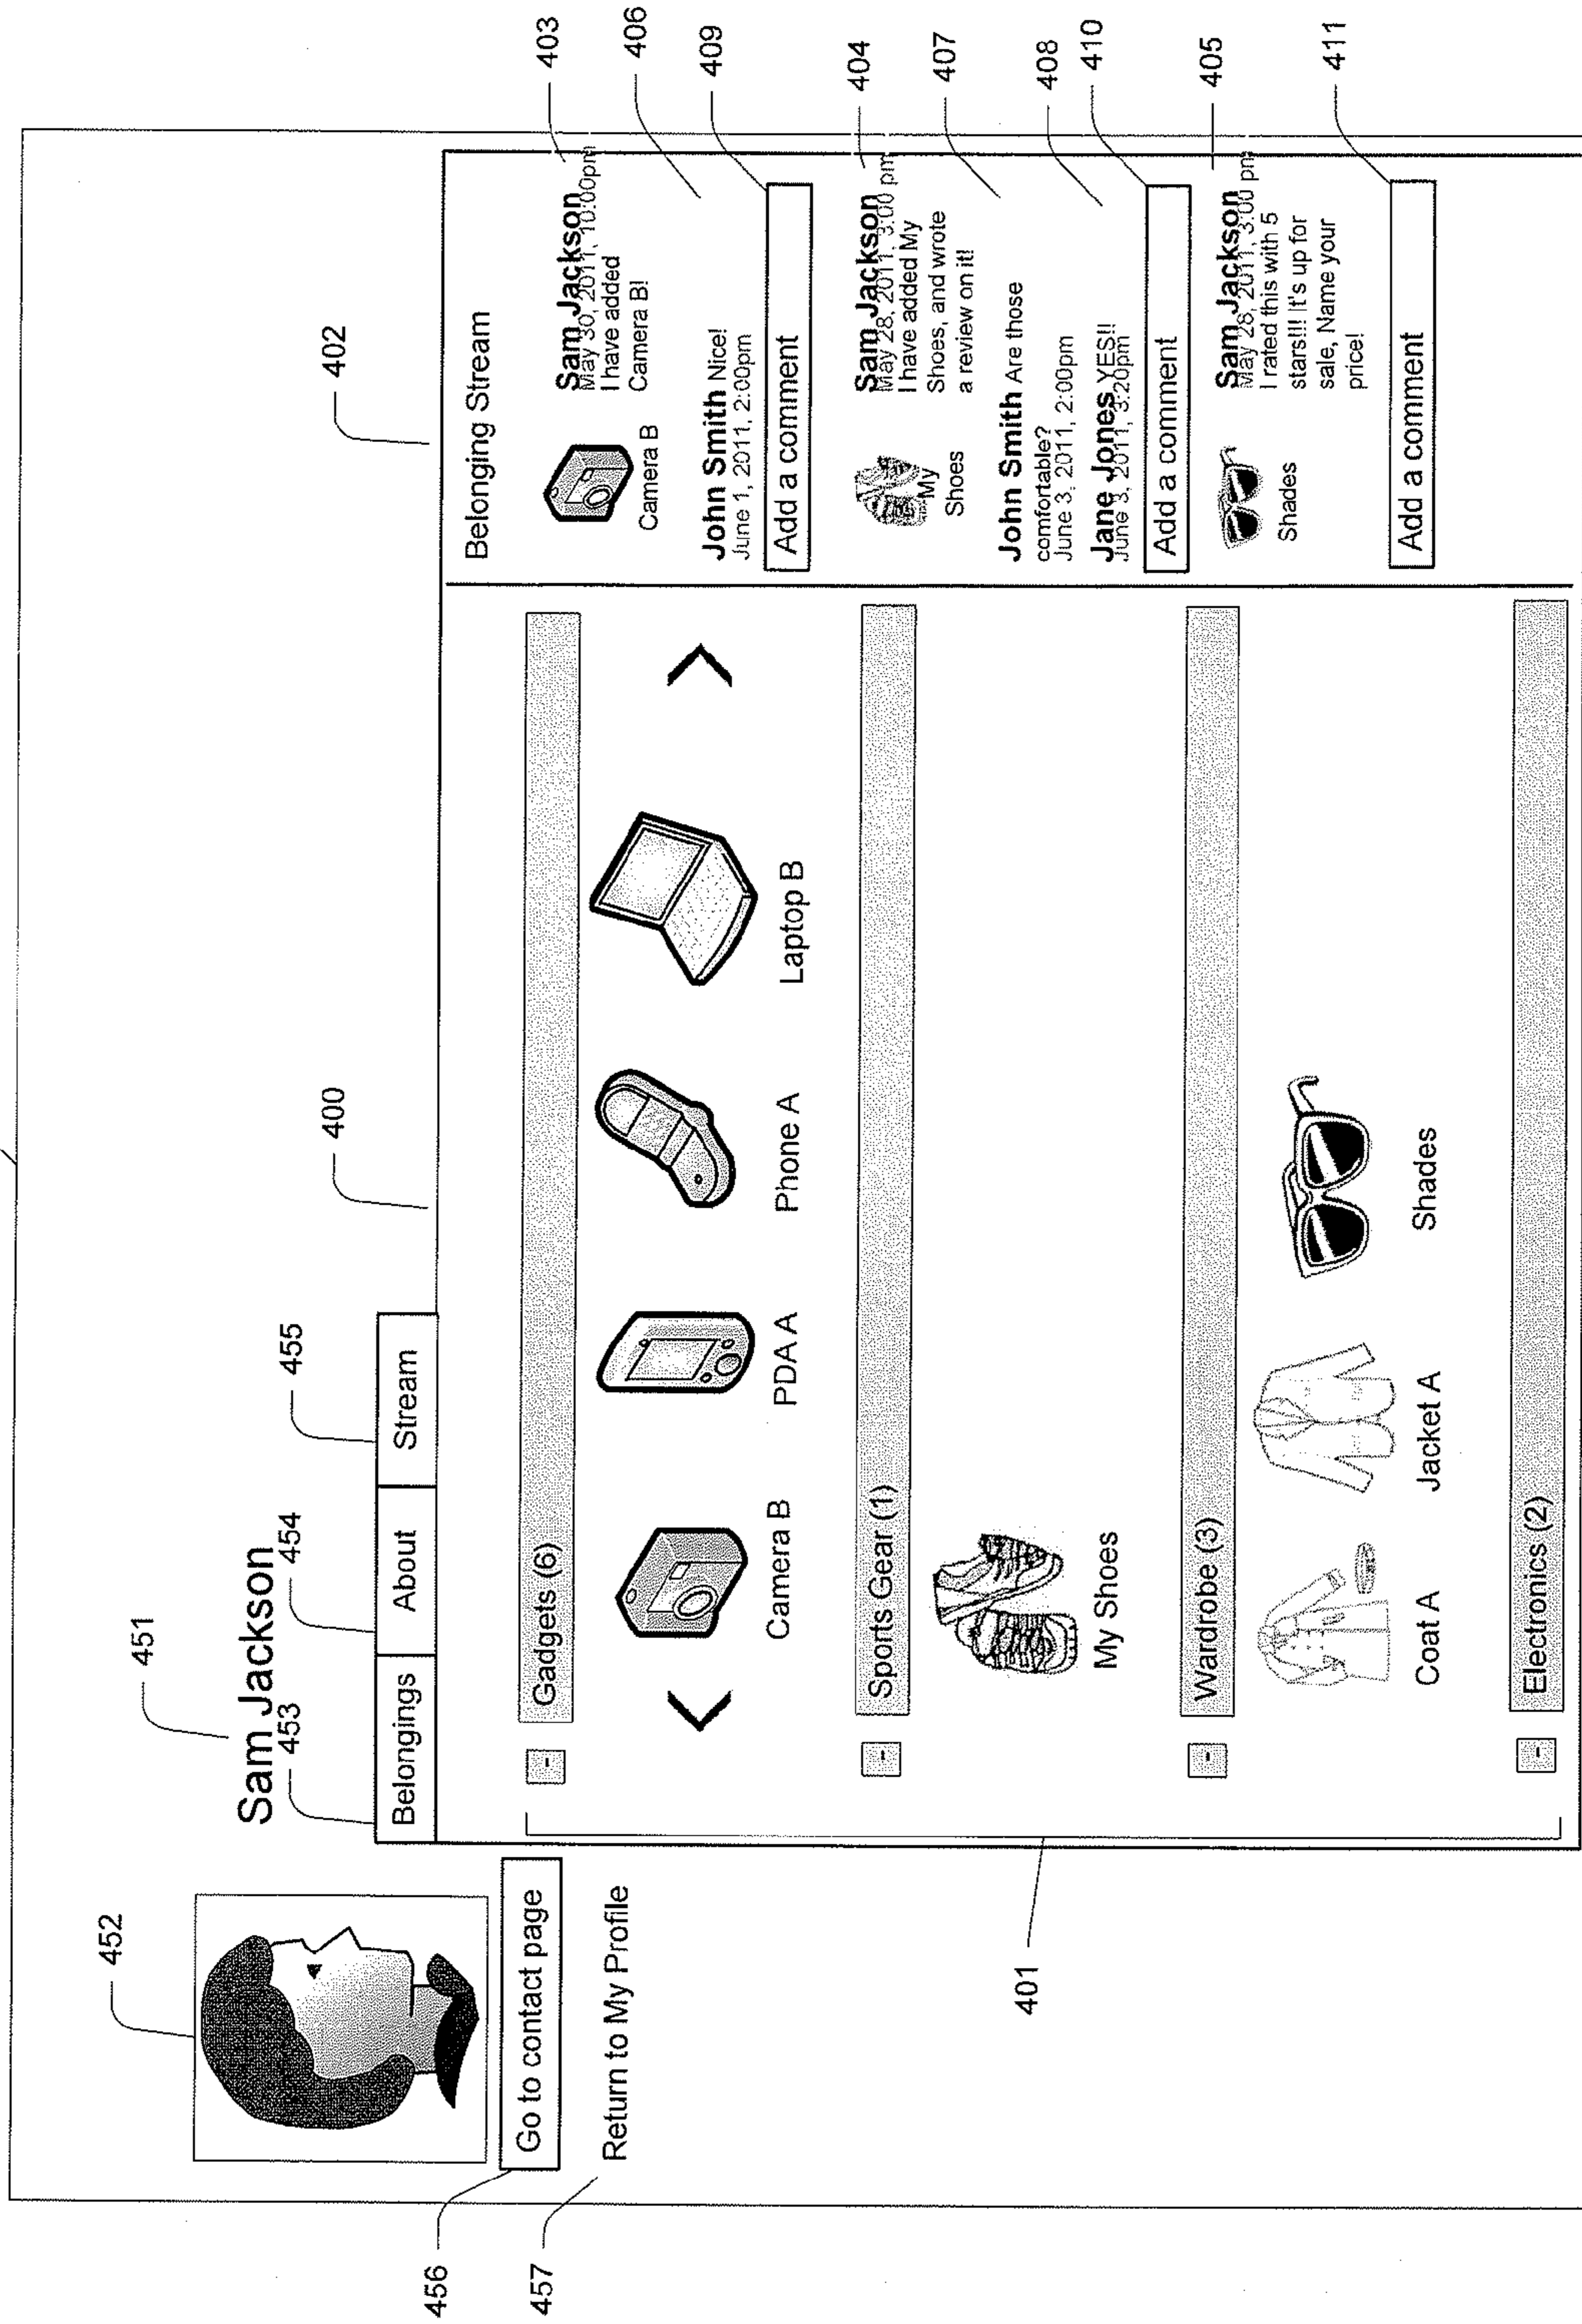 451
Sam Jackson
452
453
454
455
Belongings
About
Stream
400
402
Go to contact page
456
Return to My Profile
457
401
-
Gadgets (6)
Camera B
PDA A
Phone A
Laptop B
-
Sports Gear (1)
My Shoes
-
Wardrobe (3)
Coat A
Jacket A
Shades
-
Electronics (2)
Belonging Stream
403
Camera B
Sam Jackson
May 30, 2011, 10:00pm
I have added
Camera B!
406
John Smith Nice!
June 1, 2011, 2:00pm
409
Add a comment
404
My
Shoes
Sam Jackson
May 28, 2011, 3:00 pm
I have added My
Shoes, and wrote
a review on it!
407
John Smith Are those
comfortable?
June 3, 2011, 2:00pm
408
Jane Jones YES!!
June 3, 2011, 3:20pm
410
Add a comment
405
Shades
Sam Jackson
May 28, 2011, 3:00 pm
I rated this with 5
stars!!! It's up for
sale, Name your
price!
411
Add a comment